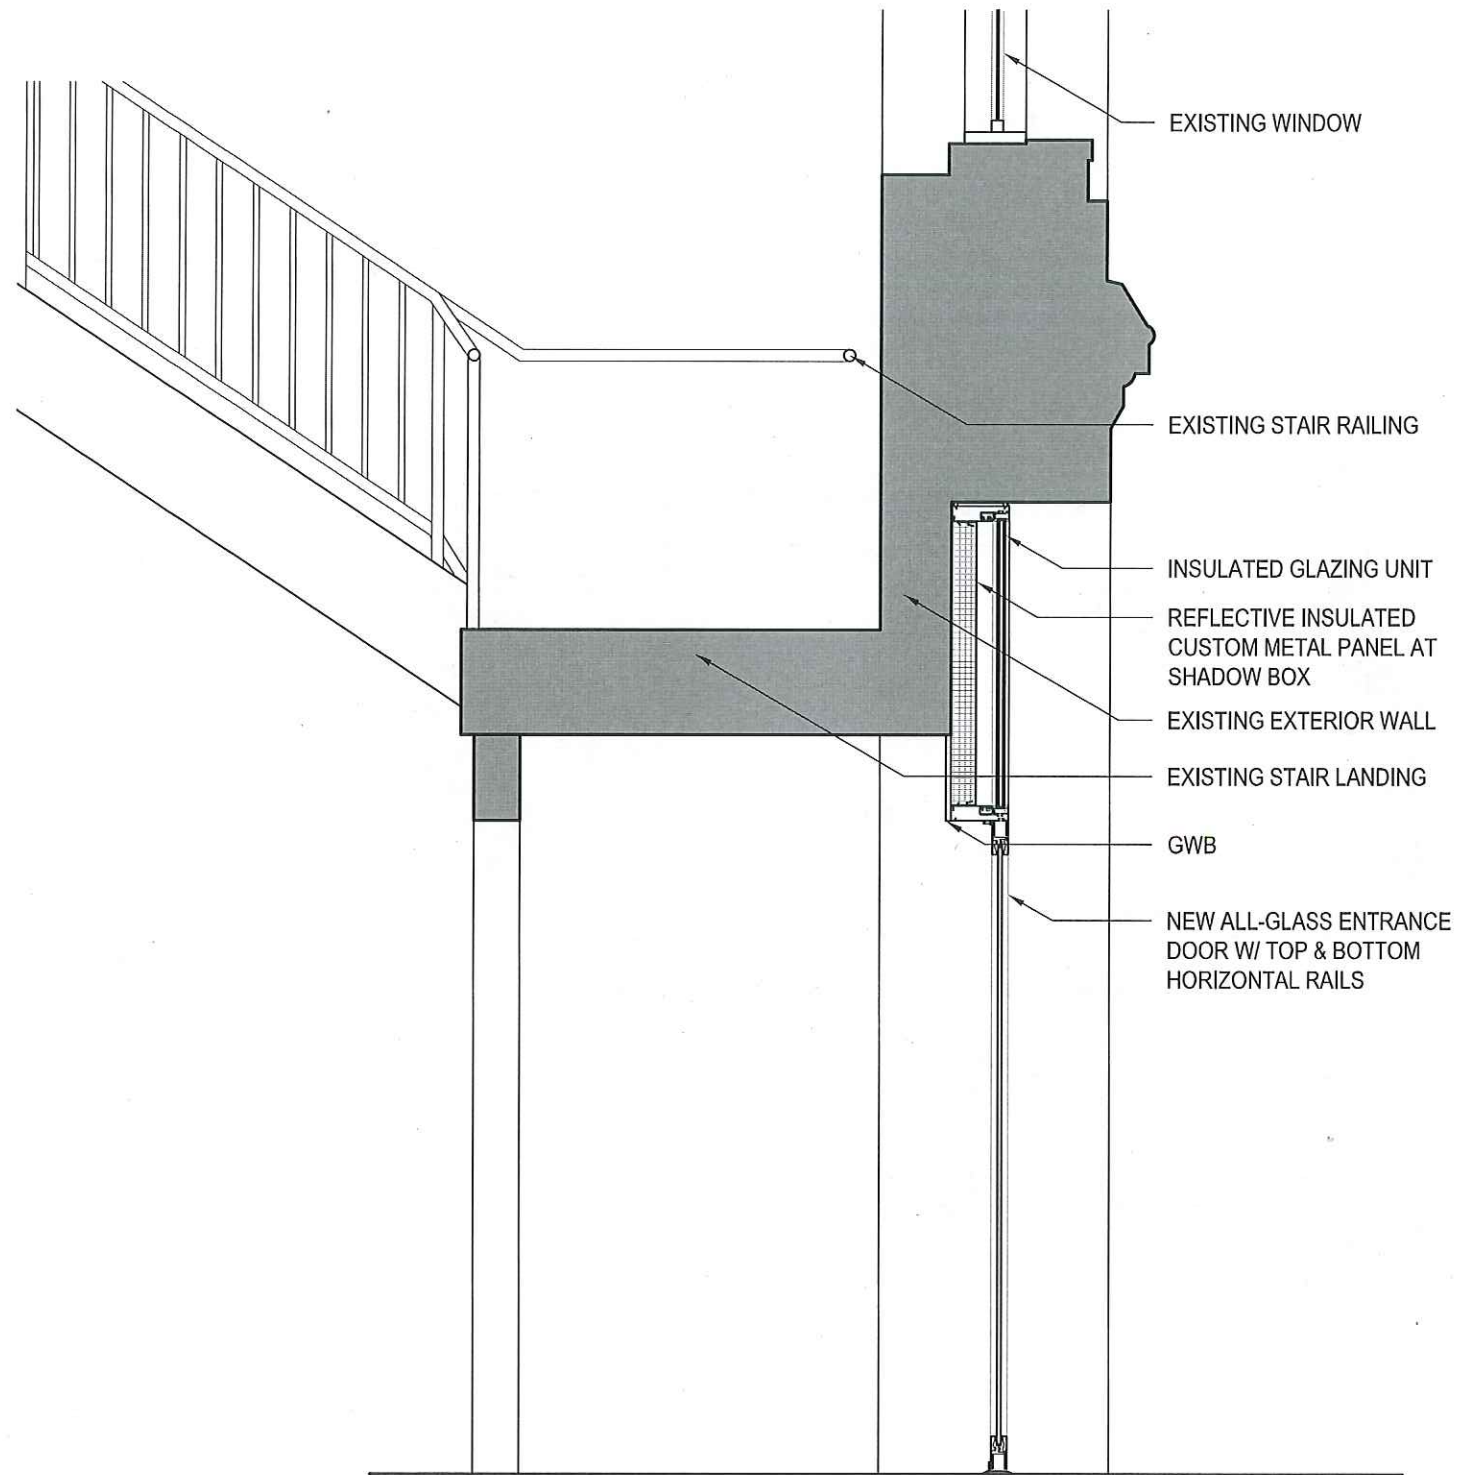 EXISTING WINDOW
EXISTING STAIR RAILING
INSULATED GLAZING UNIT
REFLECTIVE INSULATED
CUSTOM METAL PANEL AT
SHADOW BOX
EXISTING EXTERIOR WALL
EXISTING STAIR LANDING
GWB
NEW ALL-GLASS ENTRANCE
DOOR W/ TOP & BOTTOM
HORIZONTAL RAILS